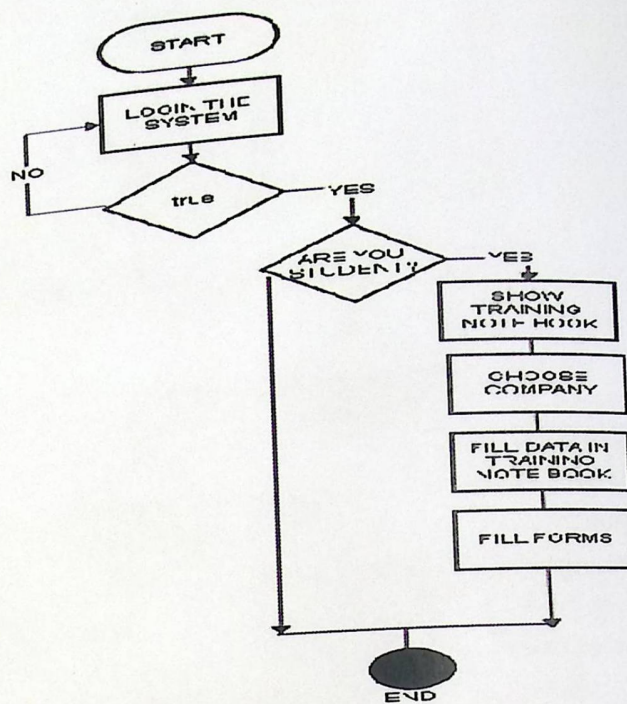 START
LOGIN THE
SYSTEM
NO
true
YES
ARE YOU
STUDENT?
YES
SHOW
TRAINING
NOTE HOOK
CHOOSE
COMPANY
FILL DATA IN
TRAINING
NOTE BOOK
FILL FORMS
END